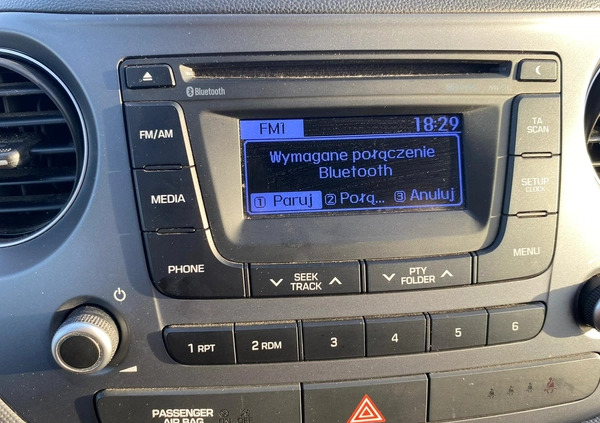 Bluetooth
FM/AM
MEDIA
PHONE
FM1 18:29
Wymagane połączenie
Bluetooth
1 Paruj 2 Połą... 3 Anuluj
TA
SCAN
SETUP
CLOCK
MENU
SEEK
TRACK
PTY
FOLDER
1 RPT 2 RDM 3 4 5 6
PASSENGER
AIR BAG